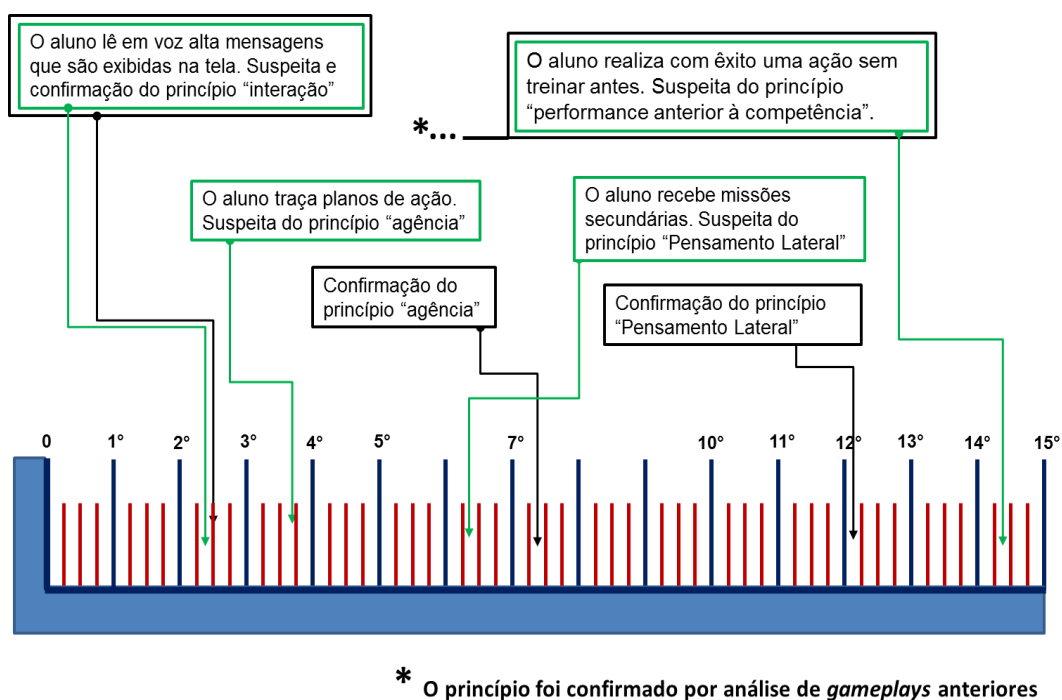 O aluno lê em voz alta mensagens
que são exibidas na tela. Suspeita e
confirmação do princípio “interação”
*...
O aluno realiza com êxito uma ação sem
treinar antes. Suspeita do princípio
“performance anterior à competência”.
O aluno traça planos de ação.
Suspeita do princípio “agência”
O aluno recebe missões
secundárias. Suspeita do
princípio “Pensamento Lateral”
Confirmação do
princípio “agência”
Confirmação do princípio
“Pensamento Lateral”
0 1° 2° 3° 4° 5° 7° 10° 11° 12° 13° 14° 15°
* O princípio foi confirmado por análise de gameplays anteriores